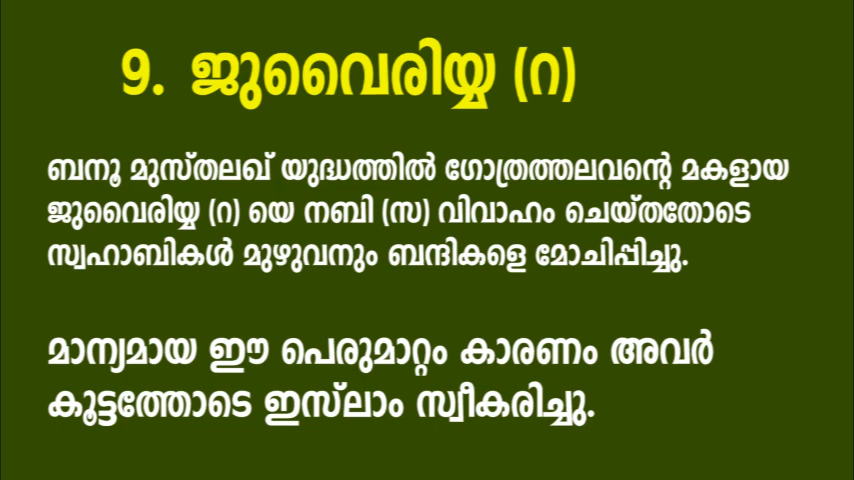 9. ജുവൈരിയ്യ (റ)
ബനൂ മുസ്തലഖ് യുദ്ധത്തിൽ ഗോത്രത്തലവന്റെ മകളായ
ജുവൈരിയ്യ (റ) യെ നബി (സ) വിവാഹം ചെയ്തതോടെ
സ്വഹാബികൾ മുഴുവനും ബന്ദികളെ മോചിപ്പിച്ചു.
മാന്യമായ ഈ പെരുമാറ്റം കാരണം അവർ
കൂട്ടത്തോടെ ഇസ്‌ലാം സ്വീകരിച്ചു.